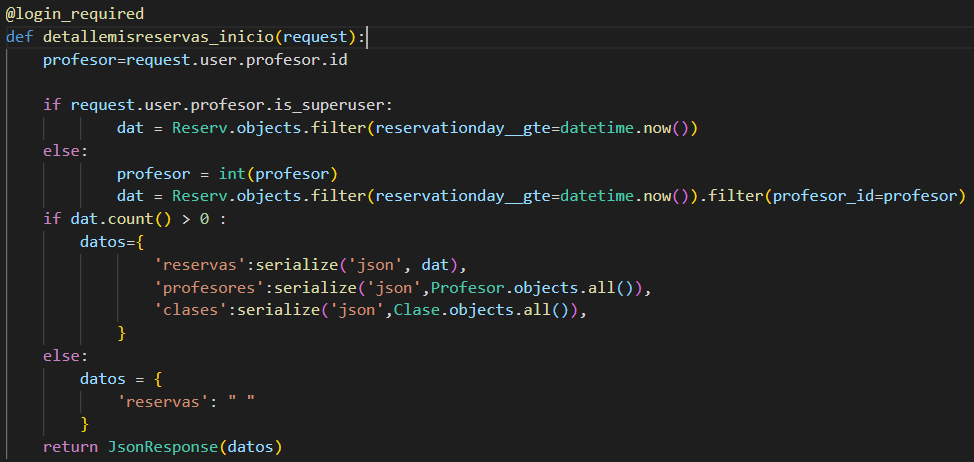 @login_required
def detallemisreservas_inicio(request):
profesor=request.user.profesor.id
if request.user.profesor.is_superuser:
dat = Reserv.objects.filter(reservationday__gte=datetime.now())
else:
profesor = int(profesor)
dat = Reserv.objects.filter(reservationday__gte=datetime.now()).filter(profesor_id=profesor)
if dat.count() > 0 :
datos={
'reservas':serialize('json', dat),
'profesores':serialize('json',Profesor.objects.all()),
'clases':serialize('json',Clase.objects.all()),
}
else:
datos = {
'reservas': " "
}
return JsonResponse(datos)